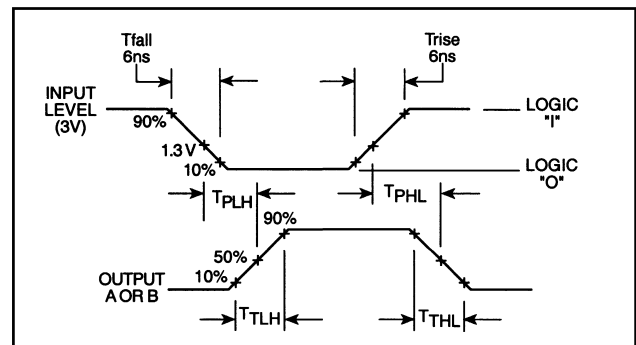 Tfall
6ns
Trise
6ns
INPUT
LEVEL
(3V)
90%
1.3 V
10%
LOGIC
"I"
LOGIC
"O"
TPLH
TPHL
90%
50%
10%
OUTPUT
A OR B
TTLH
TTHL